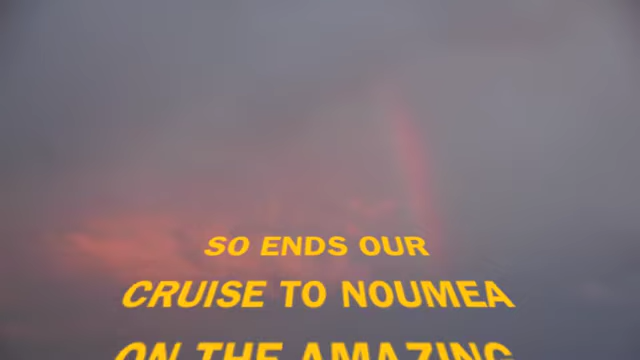 SO ENDS OUR
CRUISE TO NOUMEA
ON THE AMAZING